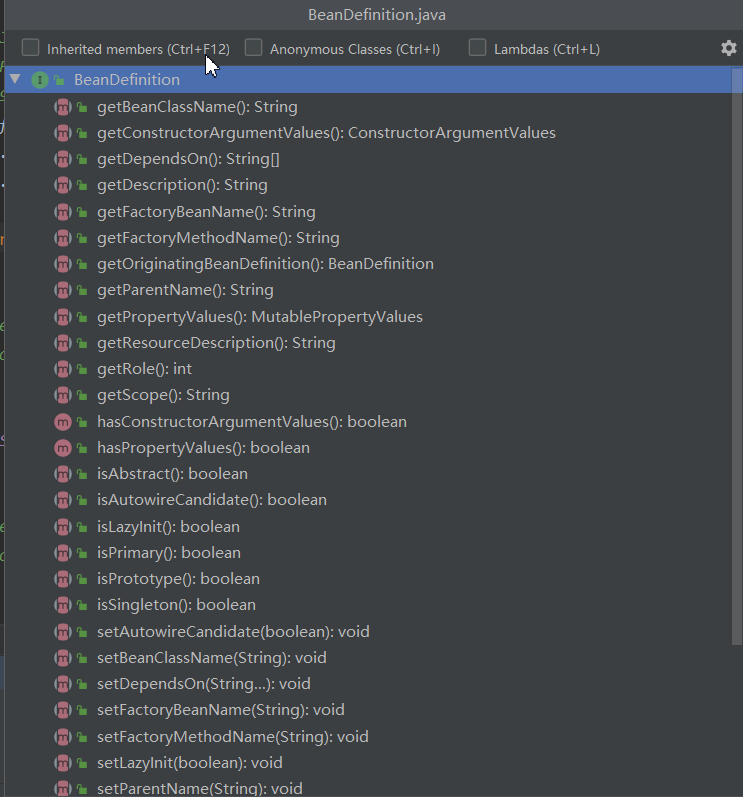 BeanDefinition.java
Inherited members (Ctrl+F12) Anonymous Classes (Ctrl+I) Lambdas (Ctrl+L)
BeanDefinition
getBeanClassName(): String
getConstructorArgumentValues(): ConstructorArgumentValues
getDependsOn(): String[]
getDescription(): String
getFactoryBeanName(): String
getFactoryMethodName(): String
getOriginatingBeanDefinition(): BeanDefinition
getParentName(): String
getPropertyValues(): MutablePropertyValues
getResourceDescription(): String
getRole(): int
getScope(): String
hasConstructorArgumentValues(): boolean
hasPropertyValues(): boolean
isAbstract(): boolean
isAutowireCandidate(): boolean
isLazyInit(): boolean
isPrimary(): boolean
isPrototype(): boolean
isSingleton(): boolean
setAutowireCandidate(boolean): void
setBeanClassName(String): void
setDependsOn(String...): void
setFactoryBeanName(String): void
setFactoryMethodName(String): void
setLazyInit(boolean): void
setParentName(String): void